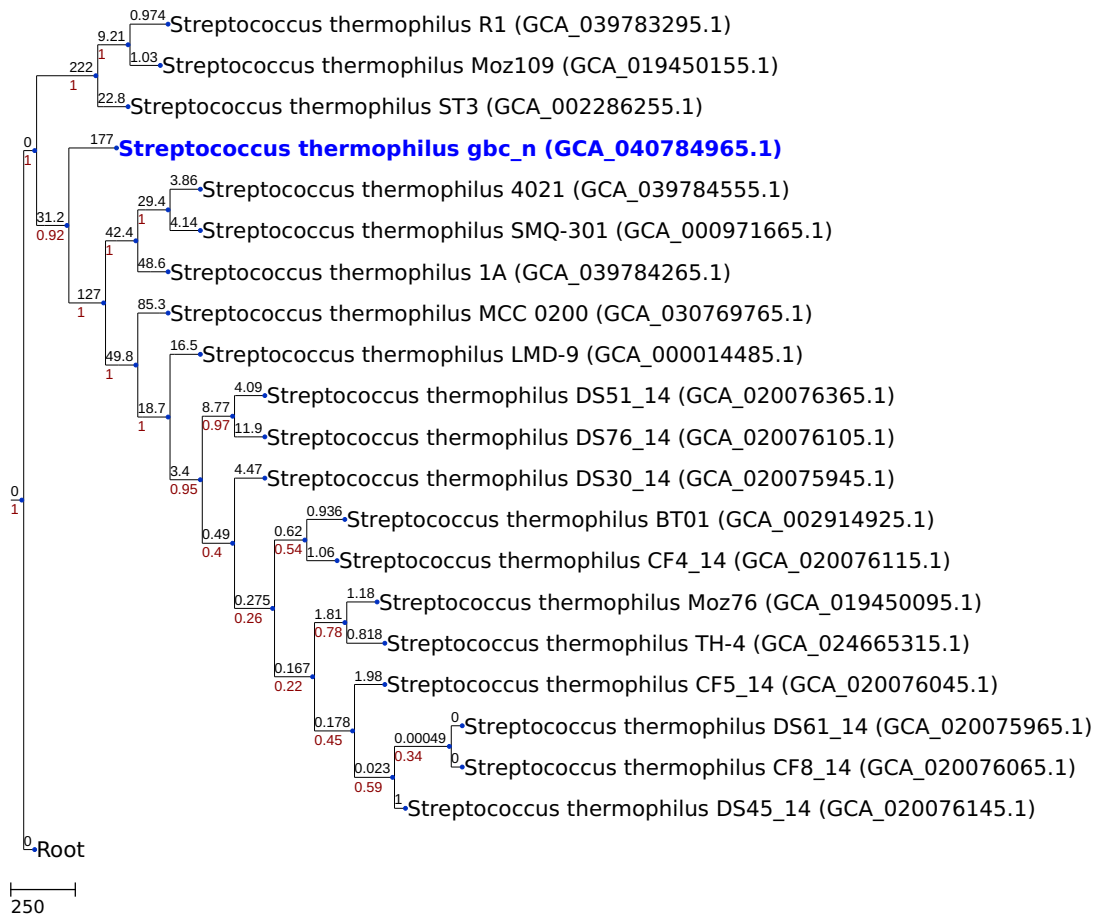 0.974
Streptococcus thermophilus R1 (GCA_039783295.1)
9.21
1
1.03
Streptococcus thermophilus Moz109 (GCA_019450155.1)
222
1
22.8
Streptococcus thermophilus ST3 (GCA_002286255.1)
0
1
177
Streptococcus thermophilus gbc_n (GCA_040784965.1)
3.86
Streptococcus thermophilus 4021 (GCA_039784555.1)
29.4
1
31.2
0.92
4.14
Streptococcus thermophilus SMQ-301 (GCA_000971665.1)
42.4
1
48.6
Streptococcus thermophilus 1A (GCA_039784265.1)
127
1
85.3
Streptococcus thermophilus MCC 0200 (GCA_030769765.1)
49.8
1
16.5
Streptococcus thermophilus LMD-9 (GCA_000014485.1)
4.09
Streptococcus thermophilus DS51_14 (GCA_020076365.1)
18.7
1
8.77
0.97
11.9
Streptococcus thermophilus DS76_14 (GCA_020076105.1)
3.4
0.95
4.47
Streptococcus thermophilus DS30_14 (GCA_020075945.1)
0
1
0.936
Streptococcus thermophilus BT01 (GCA_002914925.1)
0.49
0.4
0.62
0.54
1.06
Streptococcus thermophilus CF4_14 (GCA_020076115.1)
0.275
0.26
1.18
Streptococcus thermophilus Moz76 (GCA_019450095.1)
1.81
0.78
0.818
Streptococcus thermophilus TH-4 (GCA_024665315.1)
0.167
0.22
1.98
Streptococcus thermophilus CF5_14 (GCA_020076045.1)
0.178
0.45
0
Streptococcus thermophilus DS61_14 (GCA_020075965.1)
0.00049
0.34
0
Streptococcus thermophilus CF8_14 (GCA_020076065.1)
0.023
0.59
1
Streptococcus thermophilus DS45_14 (GCA_020076145.1)
0
Root
250